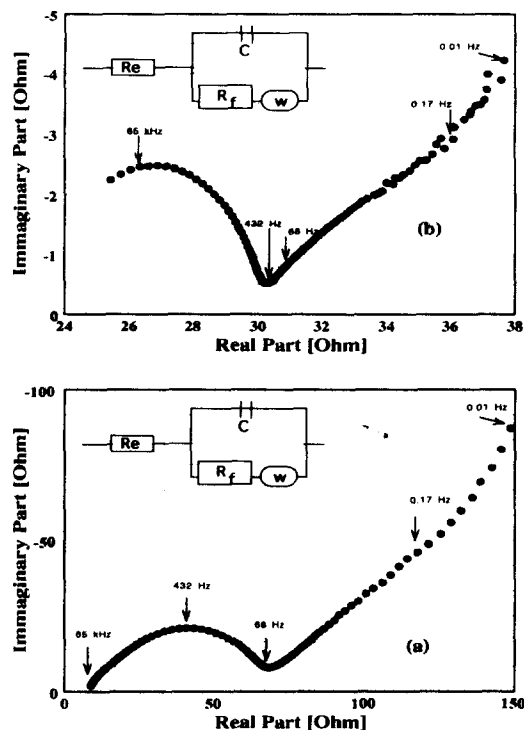 -5
-4
-3
-2
-1
0
Immaginary Part [Ohm]
Re
C
Rf
w
65 kHz
432 Hz
68 Hz
0.17 Hz
0.01 Hz
(b)
24 26 28 30 32 34 36 38
Real Part [Ohm]
-100
-50
0
Immaginary Part [Ohm]
Re
C
Rf
w
65 kHz
432 Hz
68 Hz
0.17 Hz
0.01 Hz
(a)
0 50 100 150
Real Part [Ohm]